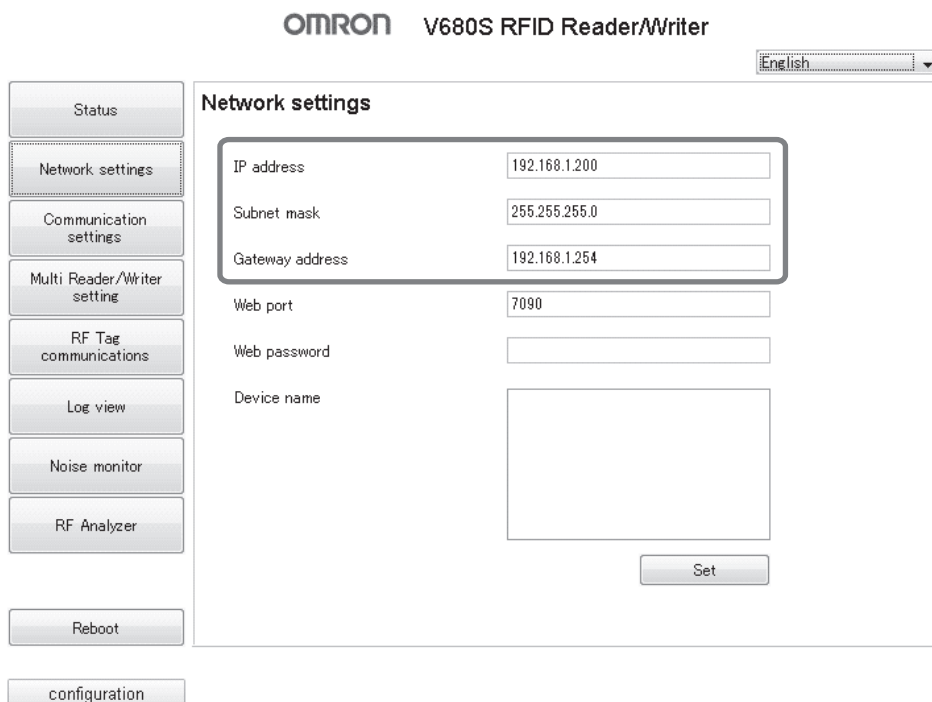 OMRON V680S RFID Reader/Writer
English
Status
Network settings
Communication
settings
Multi Reader/Writer
setting
RF Tag
communications
Log view
Noise monitor
RF Analyzer
Reboot
configuration
Network settings
IP address 192.168.1.200
Subnet mask 255.255.255.0
Gateway address 192.168.1.254
Web port 7090
Web password
Device name
Set